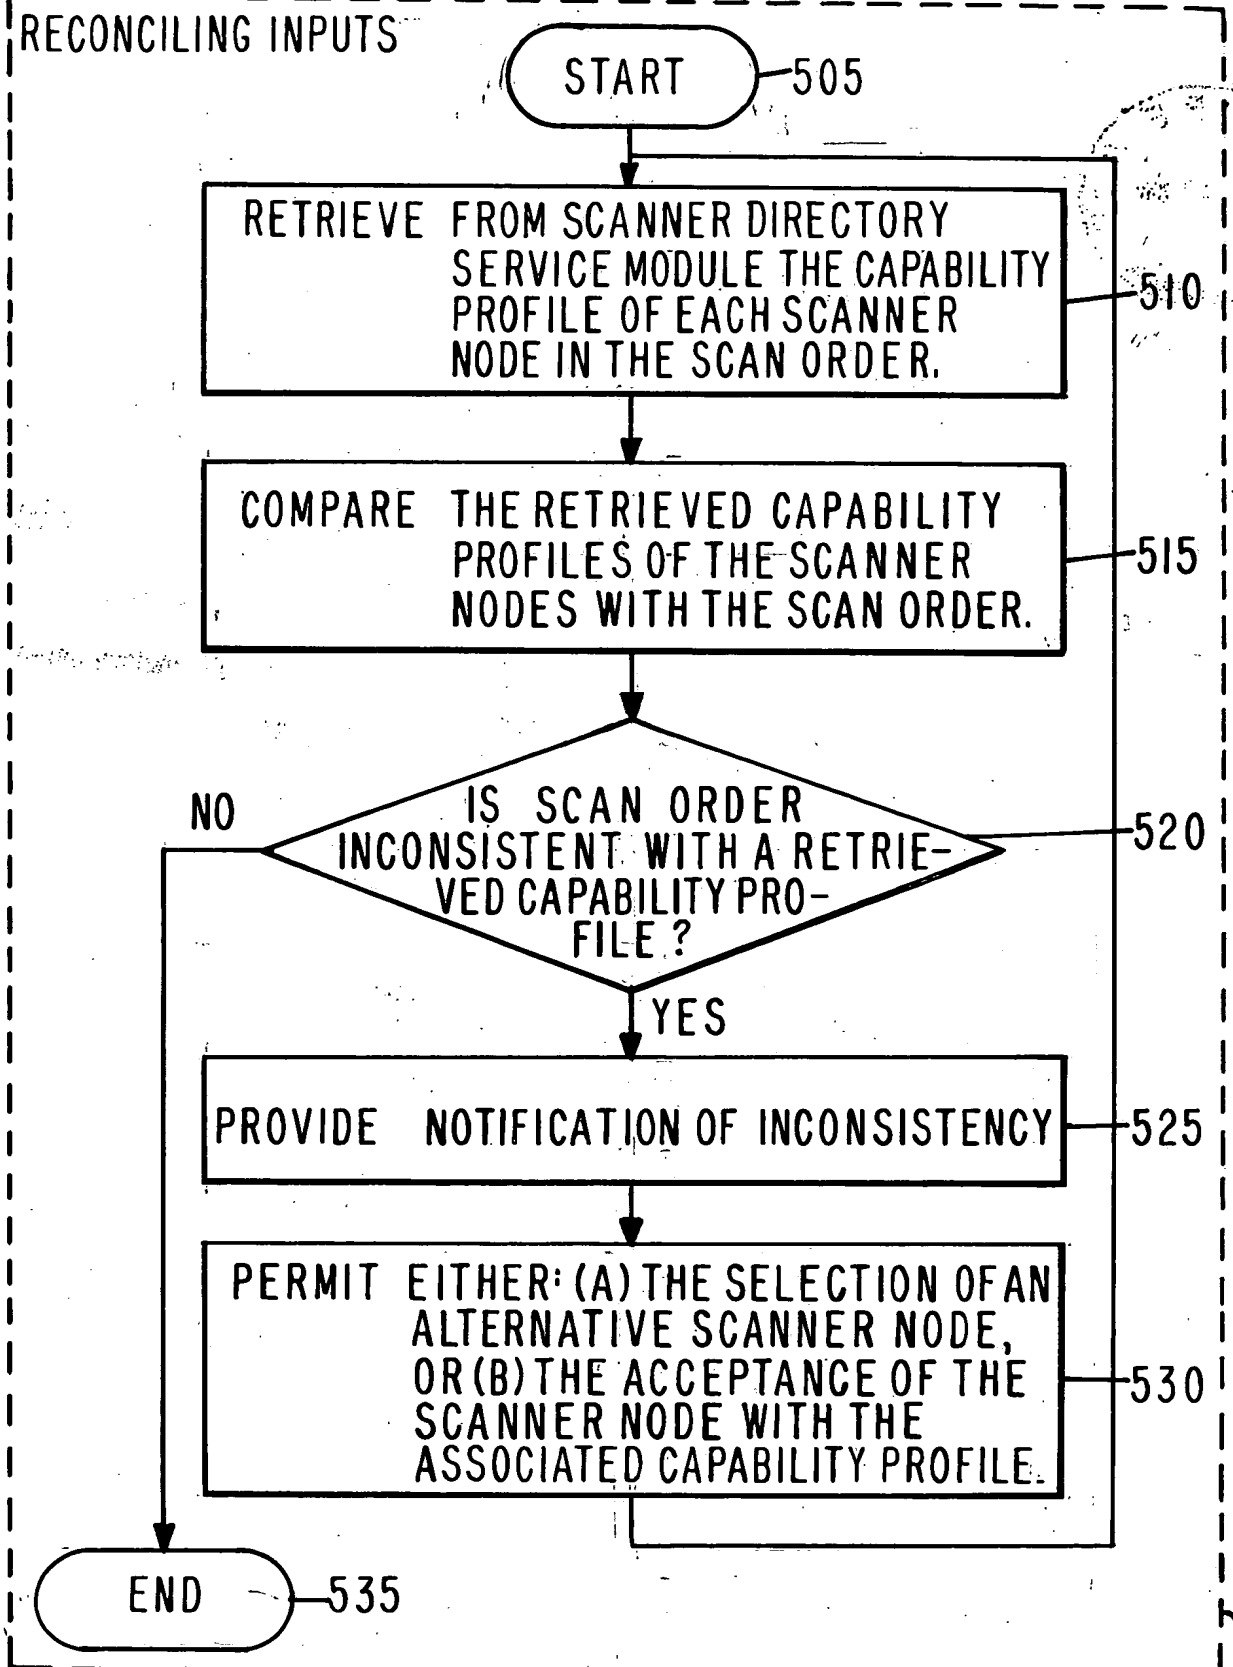 RECONCILING INPUTS
START
505
RETRIEVE FROM SCANNER DIRECTORY
SERVICE MODULE THE CAPABILITY
PROFILE OF EACH SCANNER
NODE IN THE SCAN ORDER.
510
COMPARE THE RETRIEVED CAPABILITY
PROFILES OF THE SCANNER
NODES WITH THE SCAN ORDER.
515
NO
IS SCAN ORDER
INCONSISTENT WITH A RETRIE-
VED CAPABILITY PRO-
FILE ?
520
YES
PROVIDE NOTIFICATION OF INCONSISTENCY
525
PERMIT EITHER: (A) THE SELECTION OF AN
ALTERNATIVE SCANNER NODE,
OR (B) THE ACCEPTANCE OF THE
SCANNER NODE WITH THE
ASSOCIATED CAPABILITY PROFILE.
530
END
535